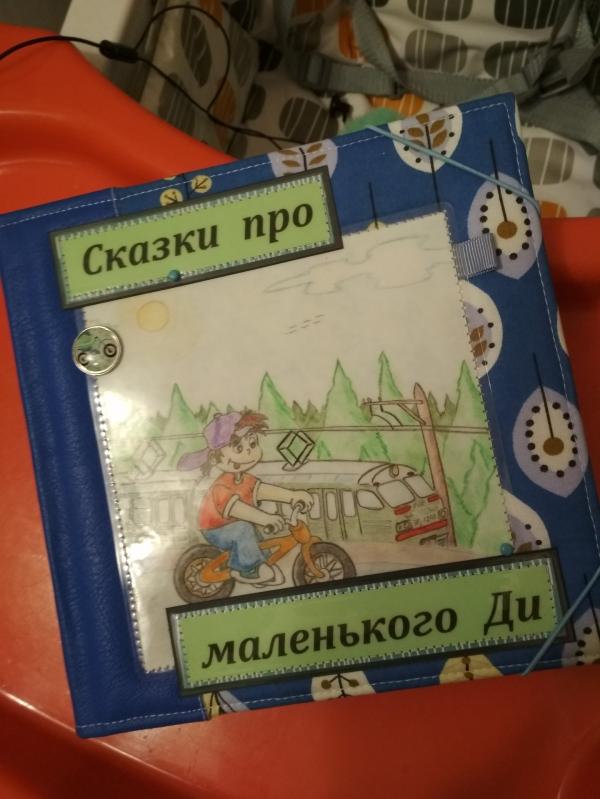 Сказки про
маленького Ди